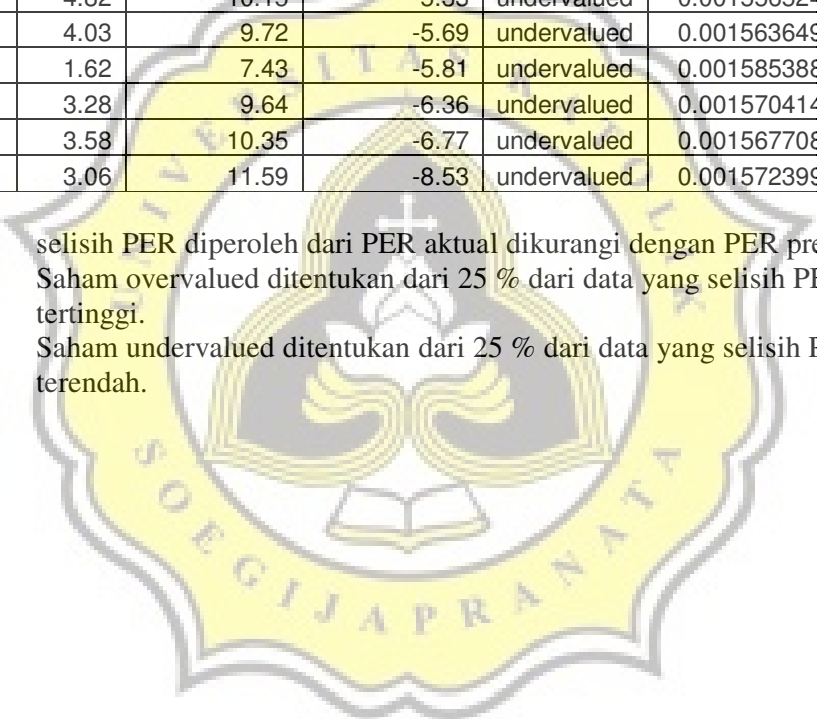 4.03 9.72 -5.69 undervalued 0.001563649
1.62 7.43 -5.81 undervalued 0.001585388
3.28 9.64 -6.36 undervalued 0.001570414
3.58 10.35 -6.77 undervalued 0.001567708
3.06 11.59 -8.53 undervalued 0.001572399
selisih PER diperoleh dari PER aktual dikurangi dengan PER
Saham overvalued ditentukan dari 25 % dari data yang selisih
tertinggi.
Saham undervalued ditentukan dari 25 % dari data yang selisih
terendah.
UNIVERSITAS KATOLIK
SOEGIJAPRANATA